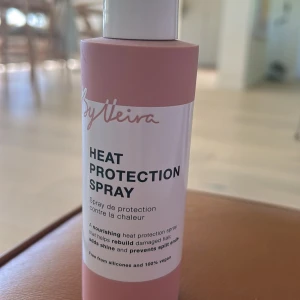 By Veira
HEAT
PROTECTION
SPRAY
Spray de protection
contre la chaleur
A nourishing heat protection spray
that helps rebuild damaged hair,
adds shine and prevents split ends
Free from silicones and 100% vegan